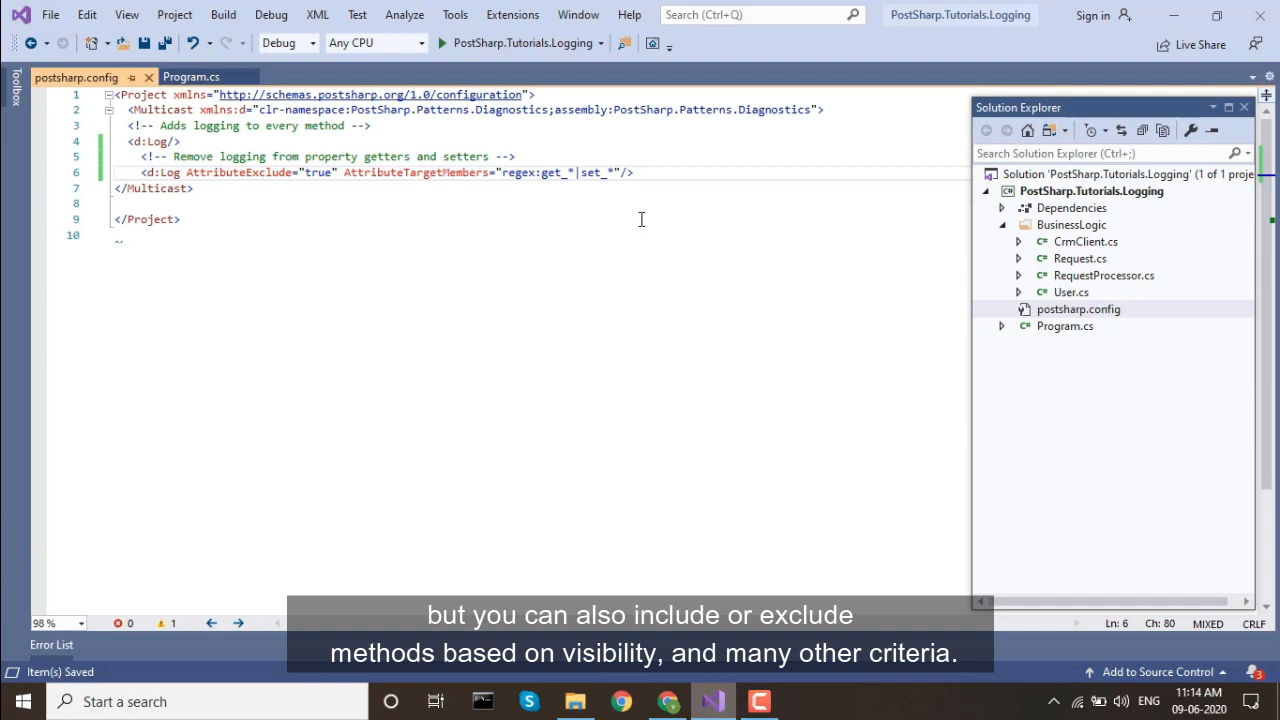 File Edit View Project Build Debug XML Test Analyze Tools Extensions Window Help Search (Ctrl+Q) PostSharp.Tutorials.Logging Sign in
Debug Any CPU PostSharp.Tutorials.Logging Live Share
Toolbox
postsharp.config Program.cs
1 <Project xmlns="http://schemas.postsharp.org/1.0/configuration">
2 <Multicast xmlns:d="clr-namespace:PostSharp.Patterns.Diagnostics;assembly:PostSharp.Patterns.Diagnostics">
3 <!-- Adds logging to every method -->
4 <d:Log/>
5 <!-- Remove logging from property getters and setters -->
6 <d:Log AttributeExclude="true" AttributeTargetMembers="regex:get_*|set_*"/>
7 </Multicast>
8
9 </Project>
10
Solution Explorer
Search Solution Explorer (Ctrl+;)
Solution 'PostSharp.Tutorials.Logging' (1 of 1 proje
PostSharp.Tutorials.Logging
Dependencies
BusinessLogic
CrmClient.cs
Request.cs
RequestProcessor.cs
User.cs
postsharp.config
Program.cs
but you can also include or exclude
methods based on visibility, and many other criteria.
98 % 0 1 Ln: 6 Ch: 80 MIXED CRLF
Error List
Item(s) Saved Add to Source Control 3
Start a search ENG 11:14 AM
09-06-2020